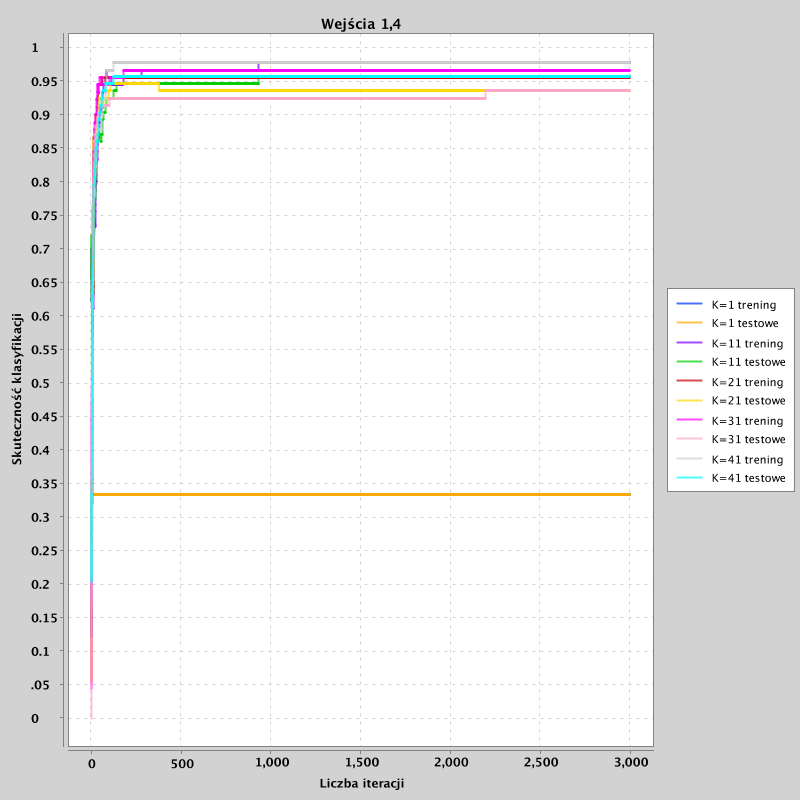 Wejścia 1,4
1
0.95
0.9
0.85
0.8
0.75
0.7
0.65
0.6
0.55
0.5
0.45
0.4
0.35
0.3
0.25
0.2
0.15
0.1
.05
0
Skuteczność klasyfikacji
0 500 1,000 1,500 2,000 2,500 3,000
Liczba iteracji
K=1 trening
K=1 testowe
K=11 trening
K=11 testowe
K=21 trening
K=21 testowe
K=31 trening
K=31 testowe
K=41 trening
K=41 testowe